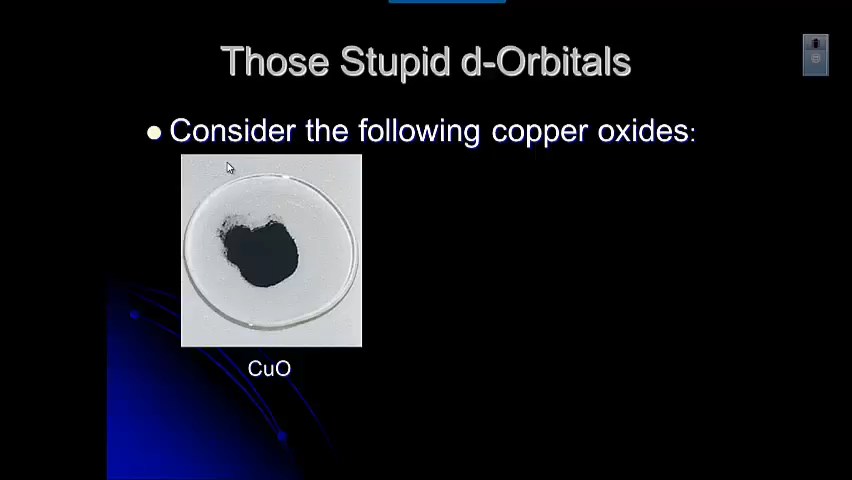 Those Stupid d-Orbitals
Consider the following copper oxides:
CuO